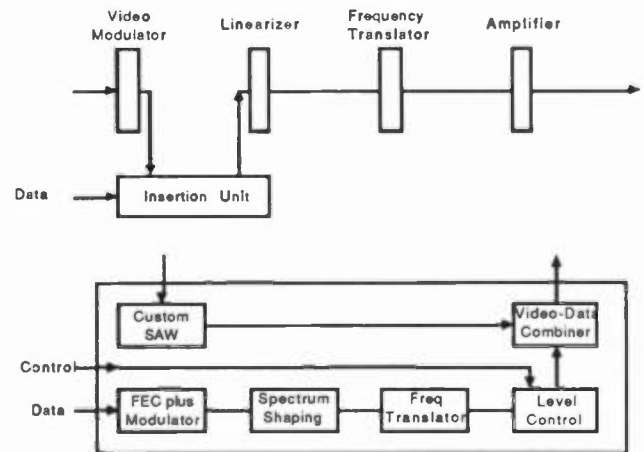 Video
Modulator
Linearizer
Frequency
Translator
Amplifier
Data
Insertion Unit
Custom
SAW
Video-Data
Combiner
Control
Data
FEC plus
Modulator
Spectrum
Shaping
Freq
Translator
Level
Control